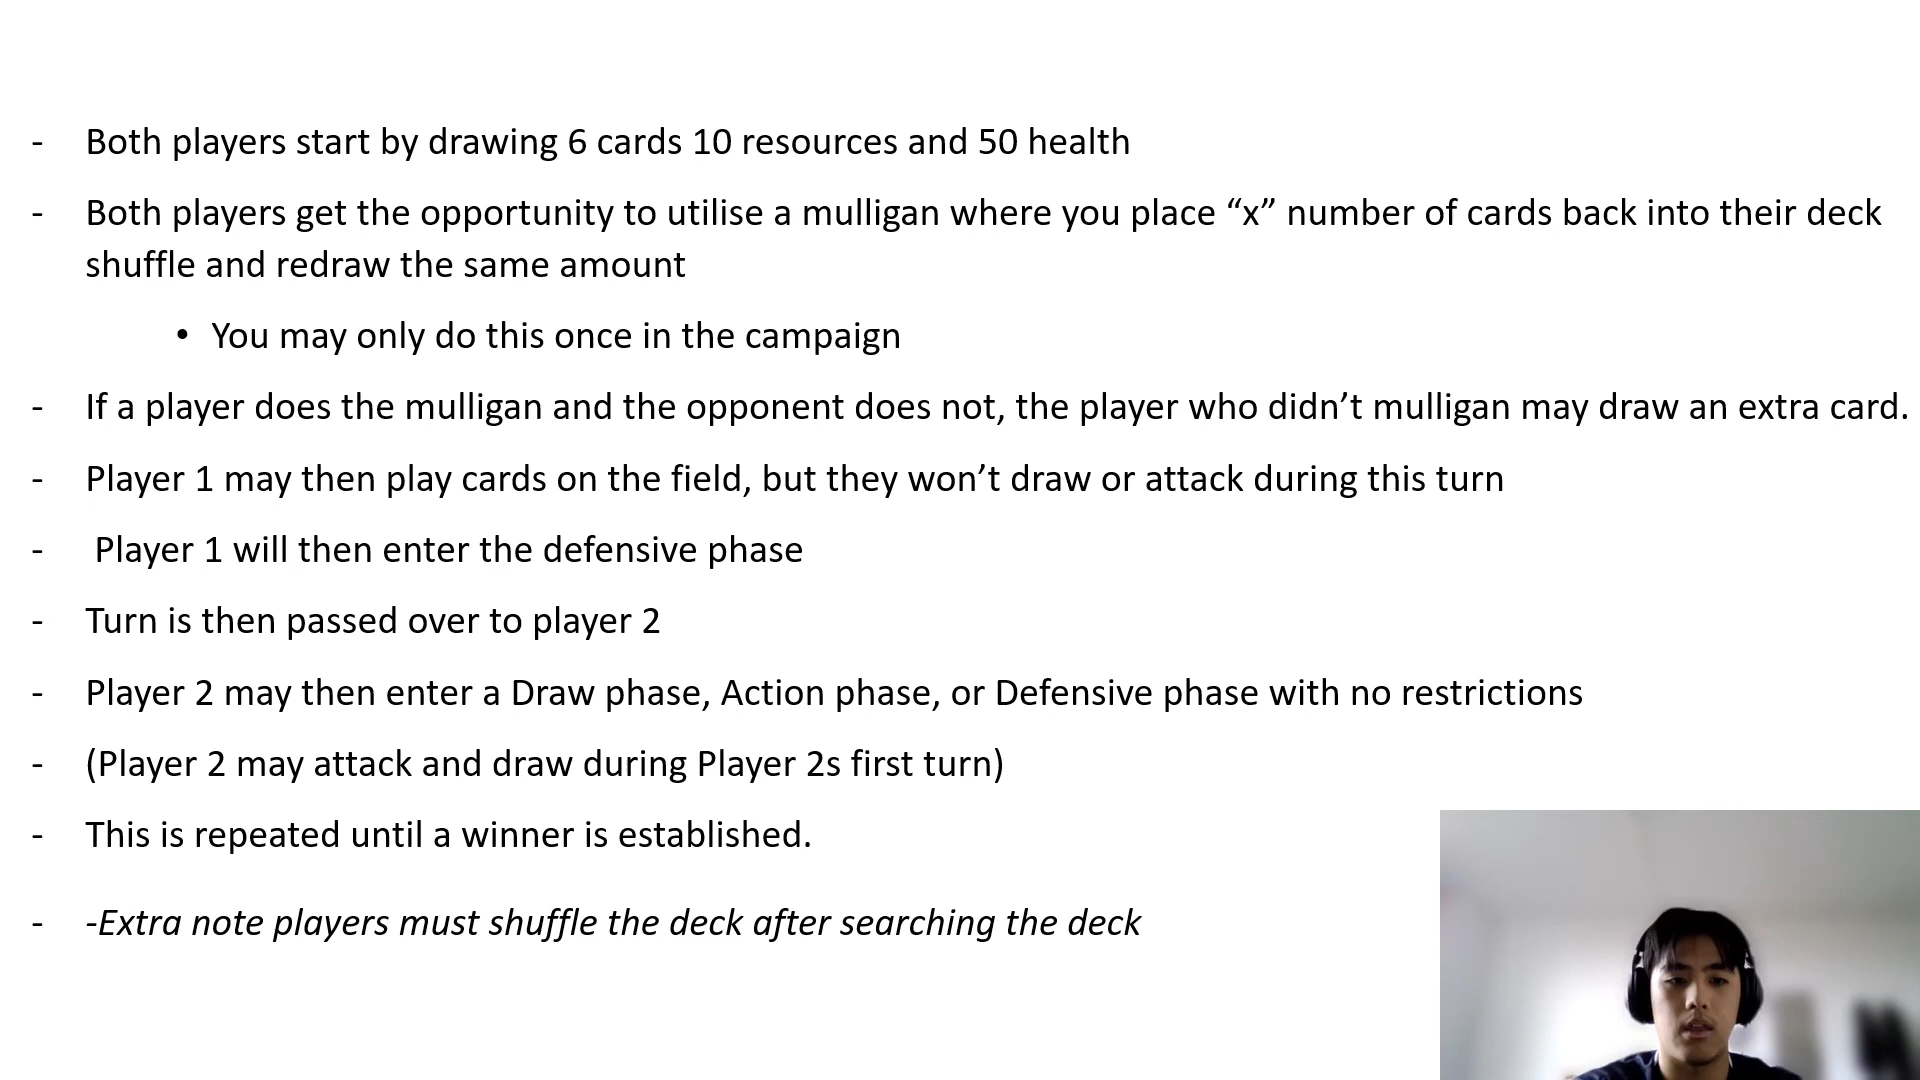 - Both players start by drawing 6 cards 10 resources and 50 health
- Both players get the opportunity to utilise a mulligan where you place “x” number of cards back into their deck
shuffle and redraw the same amount
• You may only do this once in the campaign
- If a player does the mulligan and the opponent does not, the player who didn’t mulligan may draw an extra card.
- Player 1 may then play cards on the field, but they won’t draw or attack during this turn
- Player 1 will then enter the defensive phase
- Turn is then passed over to player 2
- Player 2 may then enter a Draw phase, Action phase, or Defensive phase with no restrictions
- (Player 2 may attack and draw during Player 2s first turn)
- This is repeated until a winner is established.
- -Extra note players must shuffle the deck after searching the deck